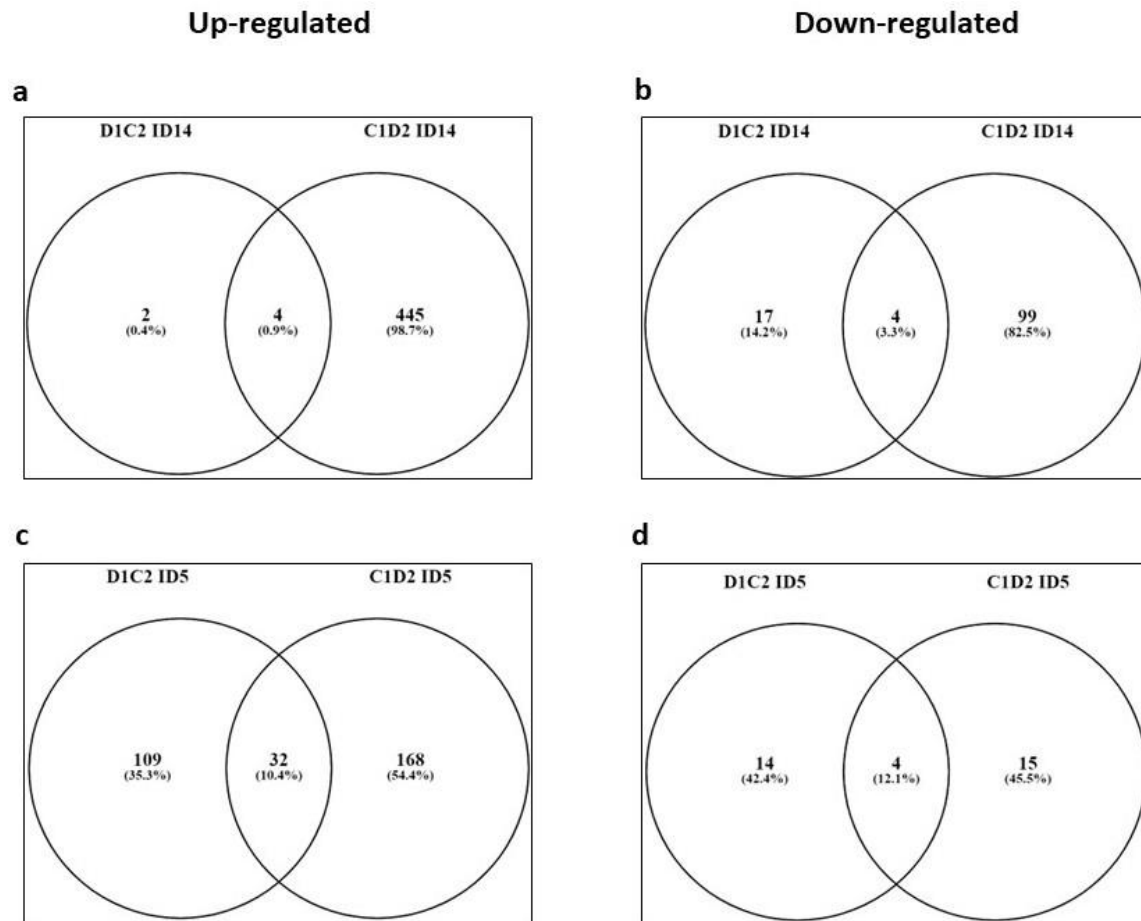 Up-regulated
Down-regulated
a
D1C2 ID14
C1D2 ID14
2
(0.4%)
4
(0.9%)
445
(98.7%)
b
D1C2 ID14
C1D2 ID14
17
(14.2%)
4
(3.3%)
99
(82.5%)
c
D1C2 ID5
C1D2 ID5
109
(35.3%)
32
(10.4%)
168
(54.4%)
d
D1C2 ID5
C1D2 ID5
14
(42.4%)
4
(12.1%)
15
(45.5%)